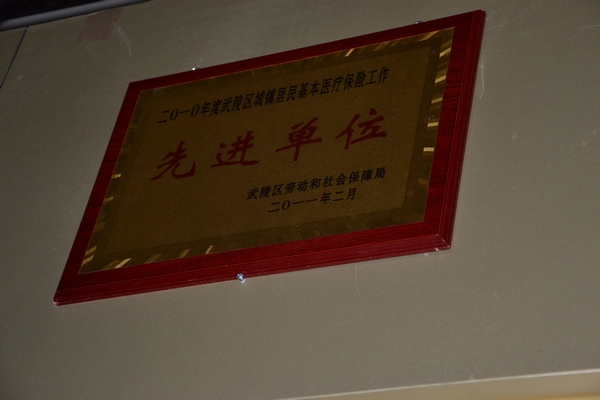 二〇一〇年度武陵区城镇居民基本医疗保险工作
先进单位
武陵区劳动和社会保障局
二〇一一年二月